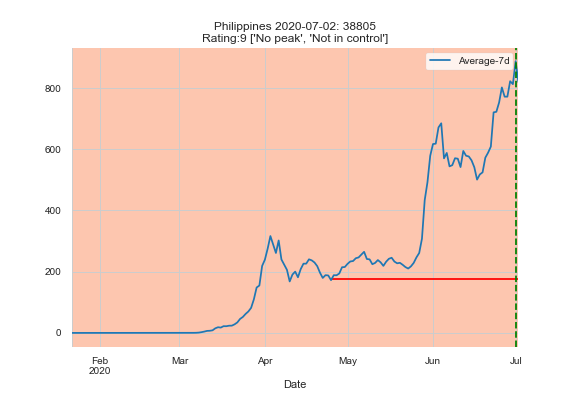 Philippines 2020-07-02: 38805
Rating:9 ['No peak', 'Not in control']
Average-7d
800
600
400
200
0
Feb
2020
Mar
Apr
May
Jun
Jul
Date